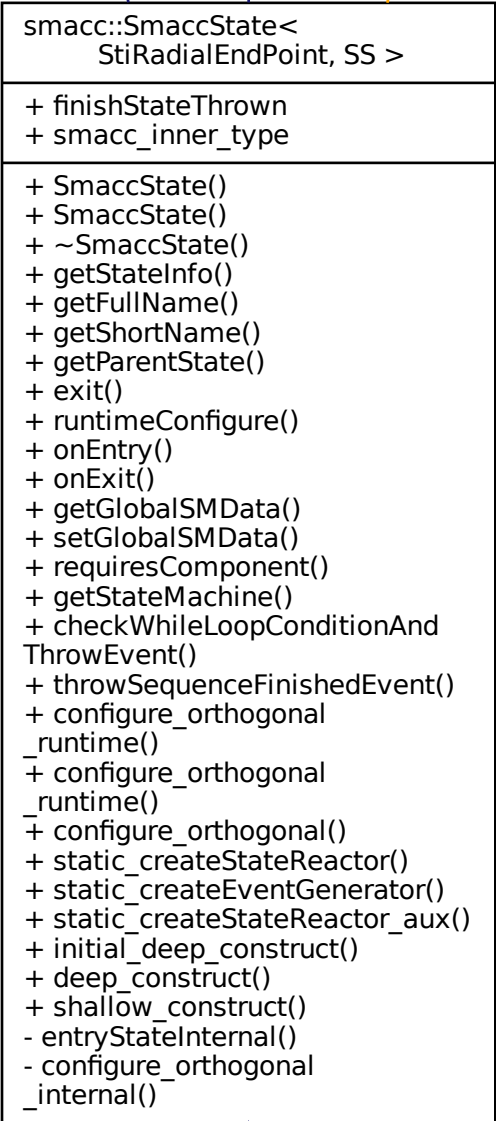 smacc::SmaccState<
StiRadialEndPoint, SS >
+ finishStateThrown
+ smacc_inner_type
+ SmaccState()
+ SmaccState()
+ ~SmaccState()
+ getStateInfo()
+ getFullName()
+ getShortName()
+ getParentState()
+ exit()
+ runtimeConfigure()
+ onEntry()
+ onExit()
+ getGlobalSMData()
+ setGlobalSMData()
+ requiresComponent()
+ getStateMachine()
+ checkWhileLoopConditionAnd
ThrowEvent()
+ throwSequenceFinishedEvent()
+ configure_orthogonal
_runtime()
+ configure_orthogonal
_runtime()
+ configure_orthogonal()
+ static_createStateReactor()
+ static_createEventGenerator()
+ static_createStateReactor_aux()
+ initial_deep_construct()
+ deep_construct()
+ shallow_construct()
- entryStateInternal()
- configure_orthogonal
_internal()